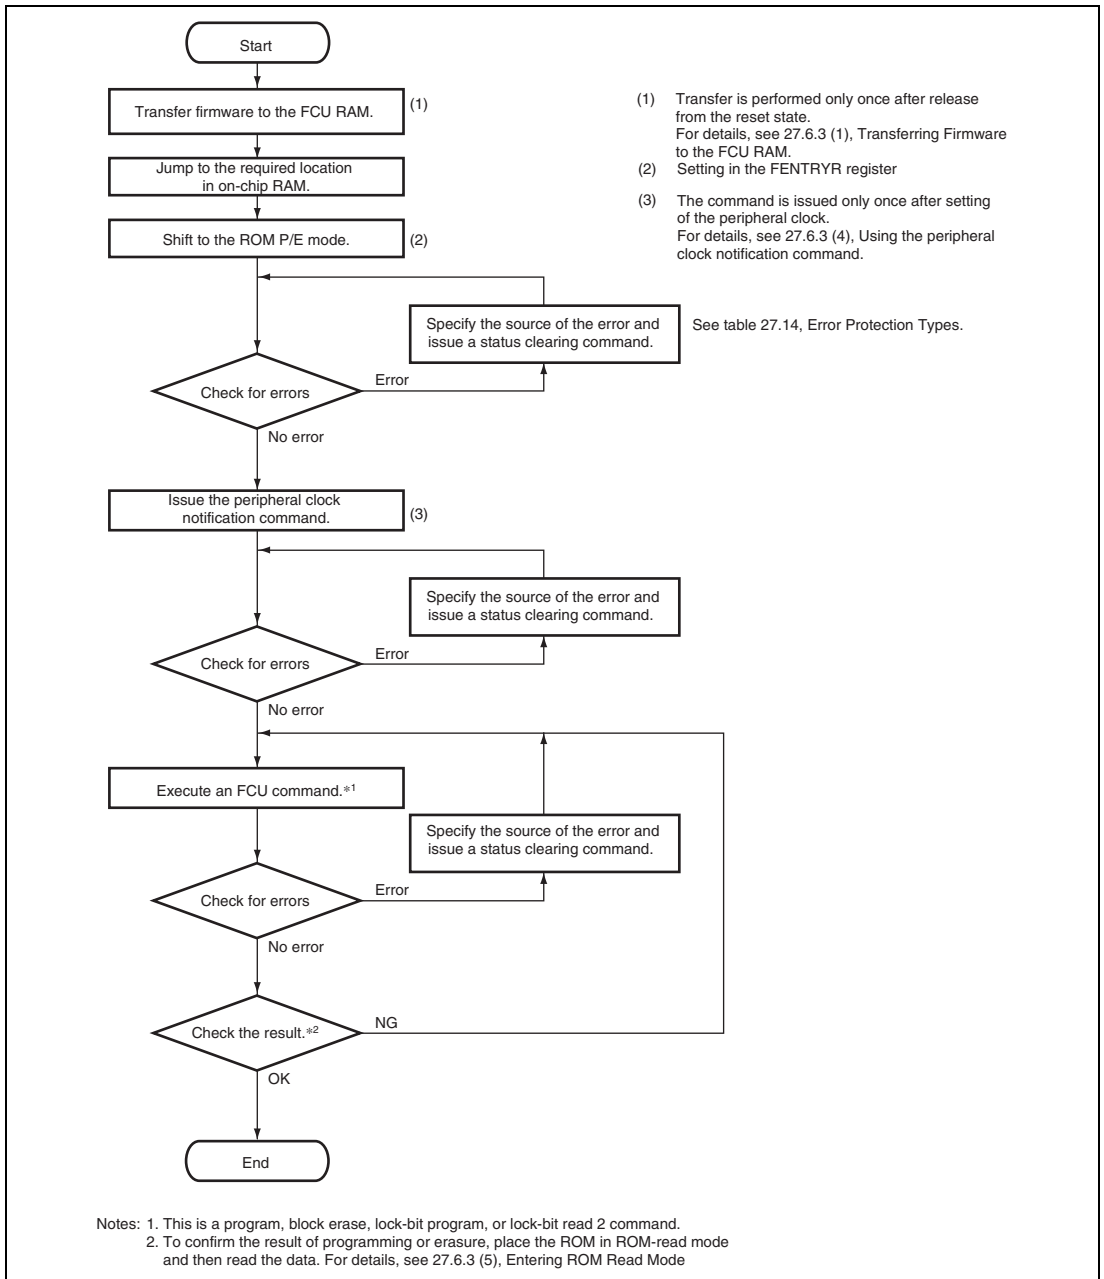 Start
Transfer firmware to the FCU RAM.
(1)
Jump to the required location
in on-chip RAM.
Shift to the ROM P/E mode.
(2)
(1) Transfer is performed only once after release
from the reset state.
For details, see 27.6.3 (1), Transferring Firmware
to the FCU RAM.
(2) Setting in the FENTRYR register
(3) The command is issued only once after setting
of the peripheral clock.
For details, see 27.6.3 (4), Using the peripheral
clock notification command.
Specify the source of the error and
issue a status clearing command.
See table 27.14, Error Protection Types.
Check for errors
Error
No error
Issue the peripheral clock
notification command.
(3)
Specify the source of the error and
issue a status clearing command.
Check for errors
Error
No error
Execute an FCU command.*1
Specify the source of the error and
issue a status clearing command.
Check for errors
Error
No error
Check the result.*2
NG
OK
End
Notes: 1. This is a program, block erase, lock-bit program, or lock-bit read 2 command.
2. To confirm the result of programming or erasure, place the ROM in ROM-read mode
and then read the data. For details, see 27.6.3 (5), Entering ROM Read Mode